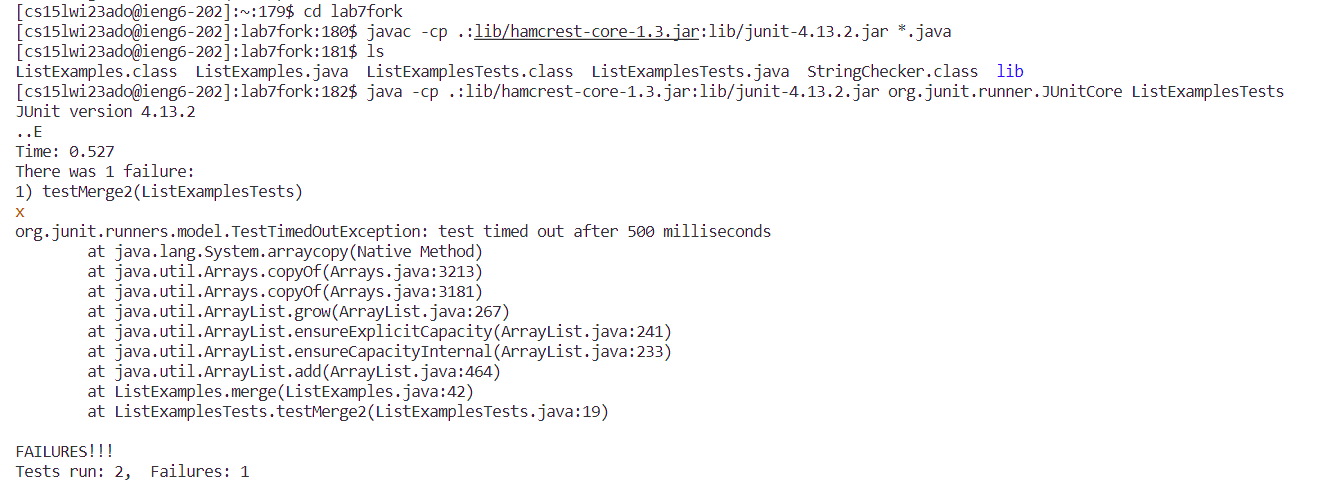 [cs15lwi23ado@ieng6-202]:~:179$ cd lab7fork
[cs15lwi23ado@ieng6-202]:lab7fork:180$ javac -cp .:lib/hamcrest-core-1.3.jar:lib/junit-4.13.2.jar *.java
[cs15lwi23ado@ieng6-202]:lab7fork:181$ ls
ListExamples.class  ListExamples.java  ListExamplesTests.class  ListExamplesTests.java  StringChecker.class  lib
[cs15lwi23ado@ieng6-202]:lab7fork:182$ java -cp .:lib/hamcrest-core-1.3.jar:lib/junit-4.13.2.jar org.junit.runner.JUnitCore ListExamplesTests
JUnit version 4.13.2
..E
Time: 0.527
There was 1 failure:
1) testMerge2(ListExamplesTests)
x
org.junit.runners.model.TestTimedOutException: test timed out after 500 milliseconds
        at java.lang.System.arraycopy(Native Method)
        at java.util.Arrays.copyOf(Arrays.java:3213)
        at java.util.Arrays.copyOf(Arrays.java:3181)
        at java.util.ArrayList.grow(ArrayList.java:267)
        at java.util.ArrayList.ensureExplicitCapacity(ArrayList.java:241)
        at java.util.ArrayList.ensureCapacityInternal(ArrayList.java:233)
        at java.util.ArrayList.add(ArrayList.java:464)
        at ListExamples.merge(ListExamples.java:42)
        at ListExamplesTests.testMerge2(ListExamplesTests.java:19)

FAILURES!!!
Tests run: 2,  Failures: 1